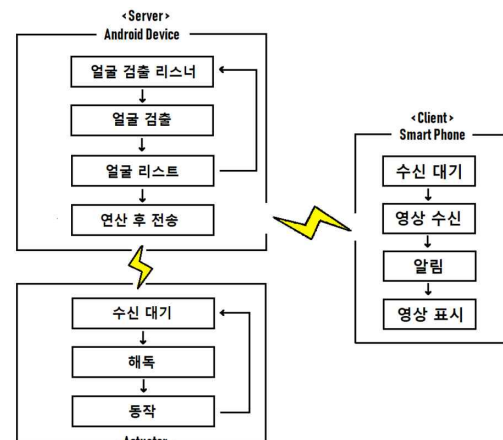 <Server>
Android Device
얼굴 검출 리스너
얼굴 검출
얼굴 리스트
연산 후 전송
<Client>
Smart Phone
수신 대기
영상 수신
알림
영상 표시
수신 대기
해독
동작
Actuator